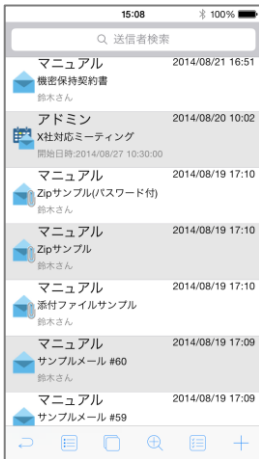 15:08 100%
送信者検索
マニュアル 2014/08/21 16:51
機密保持契約書
鈴木さん
アドミン 2014/08/20 10:02
X社対応ミーティング
開始日時:2014/08/27 10:30:00
マニュアル 2014/08/19 17:10
Zipサンプル(パスワード付)
鈴木さん
マニュアル 2014/08/19 17:10
Zipサンプル
鈴木さん
マニュアル 2014/08/19 17:10
添付ファイルサンプル
鈴木さん
マニュアル 2014/08/19 17:09
サンプルメール #60
鈴木さん
マニュアル 2014/08/19 17:09
サンプルメール #59